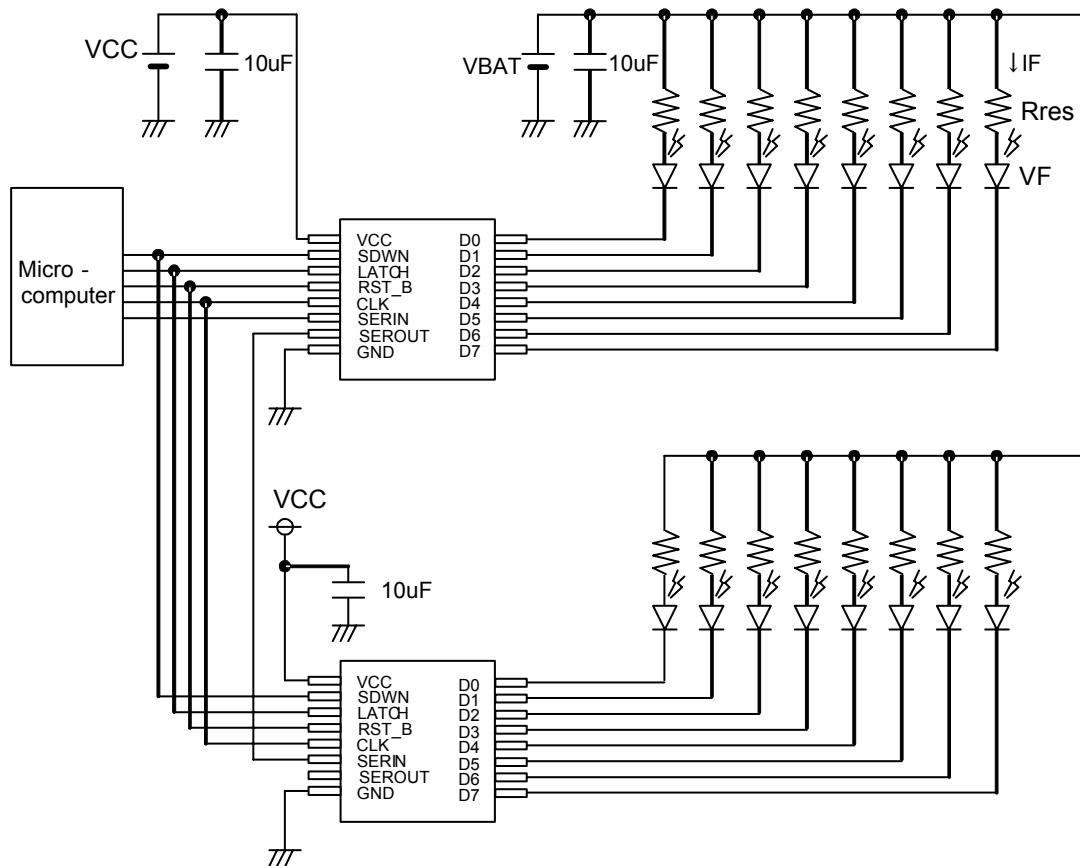 VCC
10uF
VBAT
10uF
↓IF
Rres
VF
Micro -
computer
VCC
SDWN
LATCH
RST_B
CLK
SERIN
SEROUT
GND
D0
D1
D2
D3
D4
D5
D6
D7
VCC
10uF
VCC
SDWN
LATCH
RST_B
CLK
SERIN
SEROUT
GND
D0
D1
D2
D3
D4
D5
D6
D7